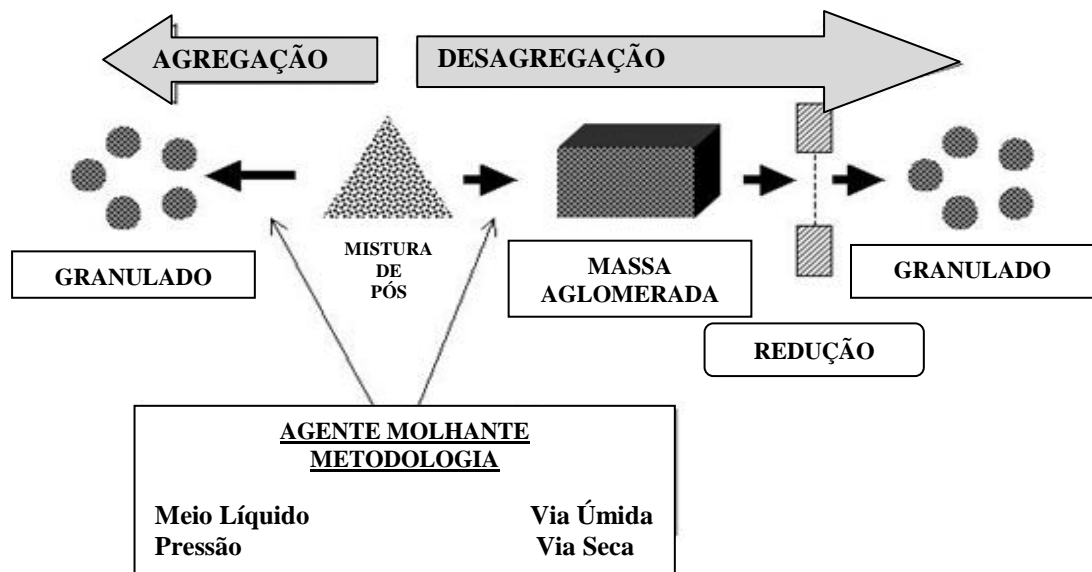 AGREGAÇÃO
DESAGREGAÇÃO
GRANULADO
MISTURA
DE
PÓS
MASSA
AGLOMERADA
GRANULADO
REDUÇÃO
AGENTE MOLHANTE
METODOLOGIA
Meio Líquido Via Úmida
Pressão Via Seca